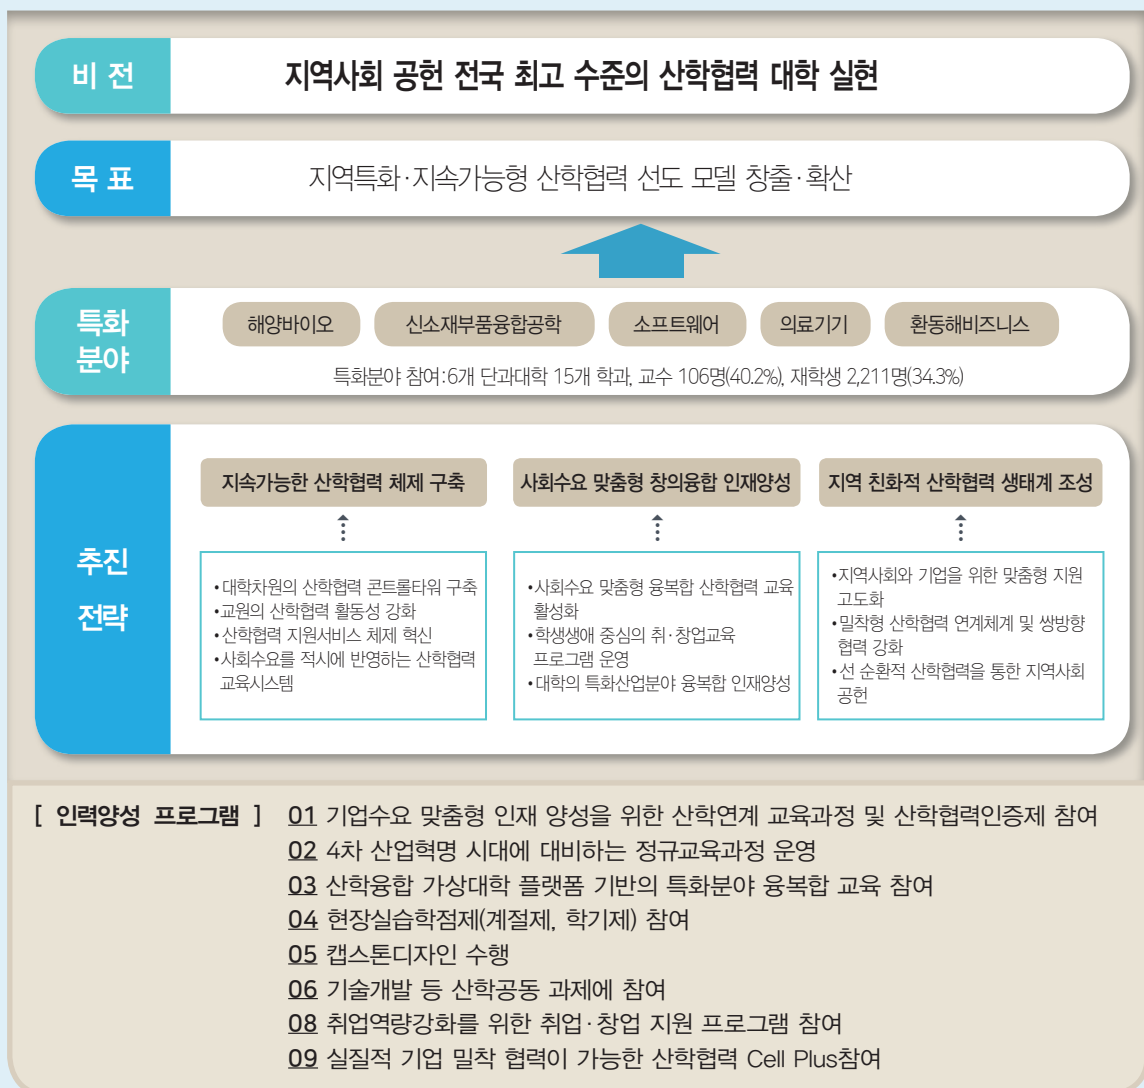 비 전
지역사회 공헌 전국 최고 수준의 산학협력 대학 실현
목 표
지역특화·지속가능형 산학협력 선도 모델 창출·확산
특화
분야
해양바이오
신소재부품융합공학
소프트웨어
의료기기
환동해비즈니스
특화분야 참여:6개 단과대학 15개 학과, 교수 106명(40.2%), 재학생 2,211명(34.3%)
추진
전략
지속가능한 산학협력 체제 구축
•대학차원의 산학협력 콘트롤타워 구축
•교원의 산학협력 활동성 강화
•산학협력 지원서비스 체제 혁신
•사회수요를 적시에 반영하는 산학협력
교육시스템
사회수요 맞춤형 창의융합 인재양성
•사회수요 맞춤형 융복합 산학협력 교육
활성화
•학생생애 중심의 취·창업교육
프로그램 운영
•대학의 특화산업분야 융복합 인재양성
지역 친화적 산학협력 생태계 조성
•지역사회와 기업을 위한 맞춤형 지원
고도화
•밀착형 산학협력 연계체계 및 쌍방향
협력 강화
•선 순환적 산학협력을 통한 지역사회
공헌
[ 인력양성 프로그램 ] 01 기업수요 맞춤형 인재 양성을 위한 산학연계 교육과정 및 산학협력인증제 참여
02 4차 산업혁명 시대에 대비하는 정규교육과정 운영
03 산학융합 가상대학 플랫폼 기반의 특화분야 융복합 교육 참여
04 현장실습학점제(계절제, 학기제) 참여
05 캡스톤디자인 수행
06 기술개발 등 산학공동 과제에 참여
08 취업역량강화를 위한 취업·창업 지원 프로그램 참여
09 실질적 기업 밀착 협력이 가능한 산학협력 Cell Plus참여